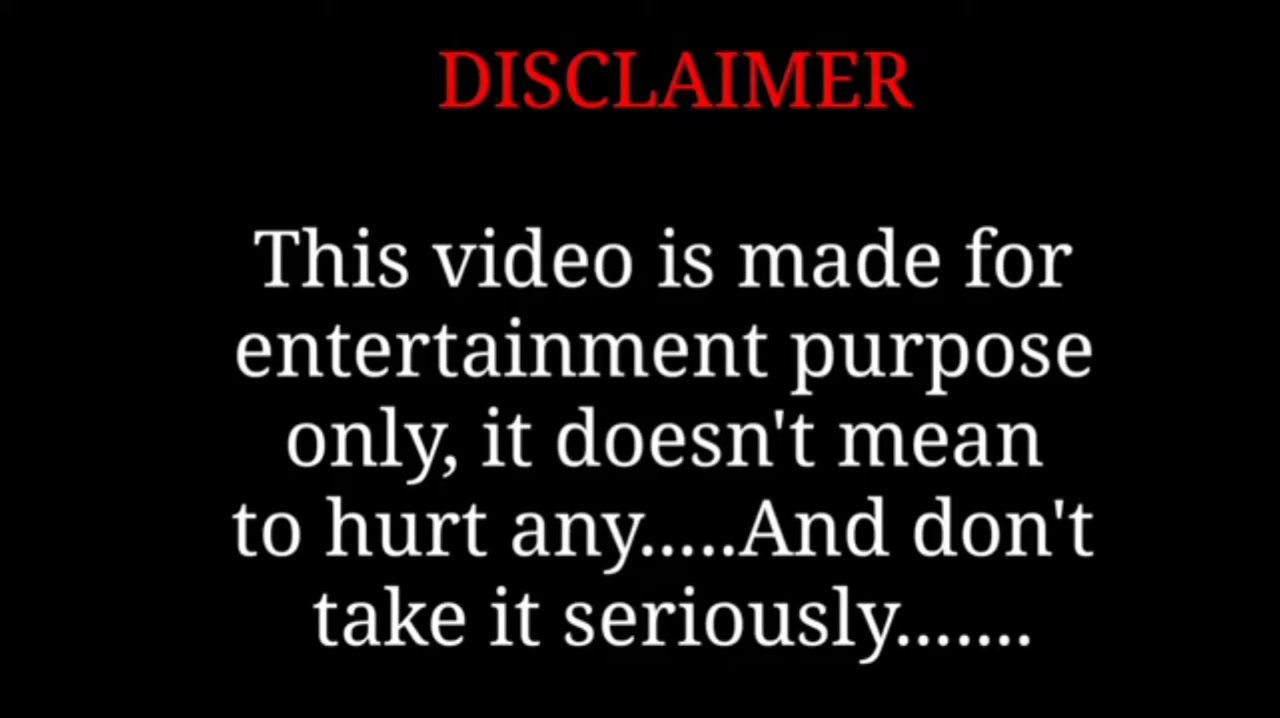 DISCLAIMER
This video is made for
entertainment purpose
only, it doesn't mean
to hurt any.....And don't
take it seriously.......